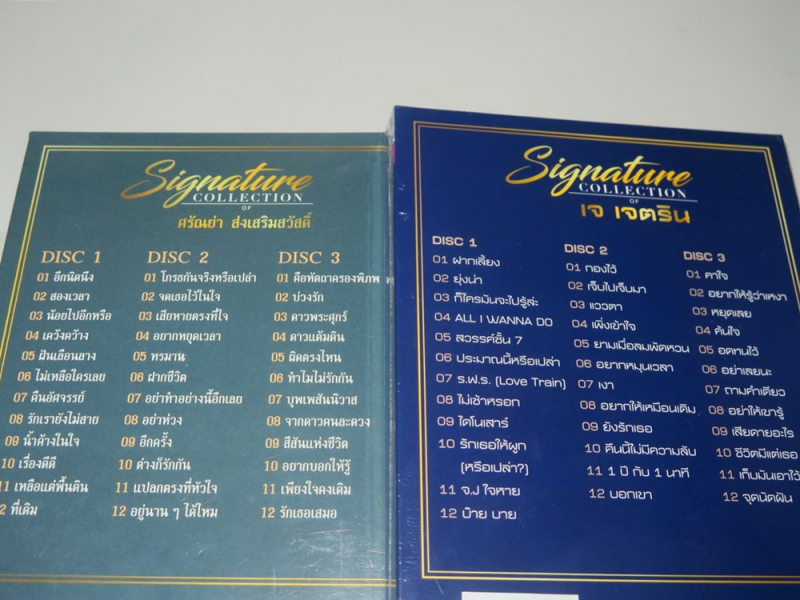 Signature
COLLECTION
OF
ศรัณย่า ส่งเสริมสวัสดิ์
DISC 1
01 อีกนิดนึง
02 สองเวลา
03 น้อยไปอีกหรือ
04 เคว้งคว้าง
05 ฝันเลือนลาง
06 ไม่เหลือใครเลย
07 คืนอัศจรรย์
08 รักเรายังไม่สาย
09 น้ำค้างในใจ
10 เรื่องดีดี
11 เหลือแต่พื้นดิน
2 ที่เดิม
DISC 2
01 โกรธกันจริงหรือเปล่า
02 จดเธอไว้ในใจ
03 เสียหายตรงที่ใจ
04 อยากหยุดเวลา
05 ทรมาน
06 ฝากชีวิต
07 อย่าทำอย่างนี้อีกเลย
08 อย่าห่วง
09 อีกครั้ง
10 ต่างก็รักกัน
11 แปลกตรงที่หัวใจ
12 อยู่นาน ๆ ได้ไหม
DISC 3
01 คือหัตถาครองพิภพ
02 บ่วงรัก
03 ดาวพระศุกร์
04 ดาวแต้มดิน
05 ผิดตรงไหน
06 ทำไมไม่รักกัน
07 บุพเพสันนิวาส
08 จากดาวคนละดวง
09 สีสันแห่งชีวิต
10 อยากบอกให้รู้
11 เพียงใจคงเดิม
12 รักเธอเสมอ
Signature
COLLECTION
OF
เจ เจตริน
DISC 1
01 ฝากเลี้ยง
02 ยุ่งน่า
03 ก็ใครมันจะไปรู้ล่ะ
04 ALL I WANNA DO
05 สวรรค์ชั้น 7
06 ประมาณนี้หรือเปล่า
07 ร.ฟ.ร. (Love Train)
08 ไม่เข้าหรอก
09 ไดโนเสาร์
10 รักเธอให้ผูก
(หรือเปล่า?)
11 จ.ป ใจหาย
12 บ๊าย บาย
DISC 2
01 กองไว้
02 เจ็บไปเจ็บมา
03 แววตา
04 เพิ่งเข้าใจ
05 ยามเมื่อลมพัดหวน
06 อยากหมุนเวลา
07 เงา
08 อยากให้เหมือนเดิม
09 ยังรักเธอ
10 คืนนี้ไม่มีความลับ
11 1 ปี กับ 1 นาที
12 บอกเขา
DISC 3
01 คาใจ
02 อยากให้รู้ว่าเหงา
03 หยุดเลย
04 ค้นใจ
05 อดทนไว้
06 อย่าเลยนะ
07 ถามคำเดียว
08 อย่าให้เขารู้
09 เสียดายอะไร
10 ชีวิตมีแต่เธอ
11 เก็บมันเอาไว้
12 จุดนัดฝัน